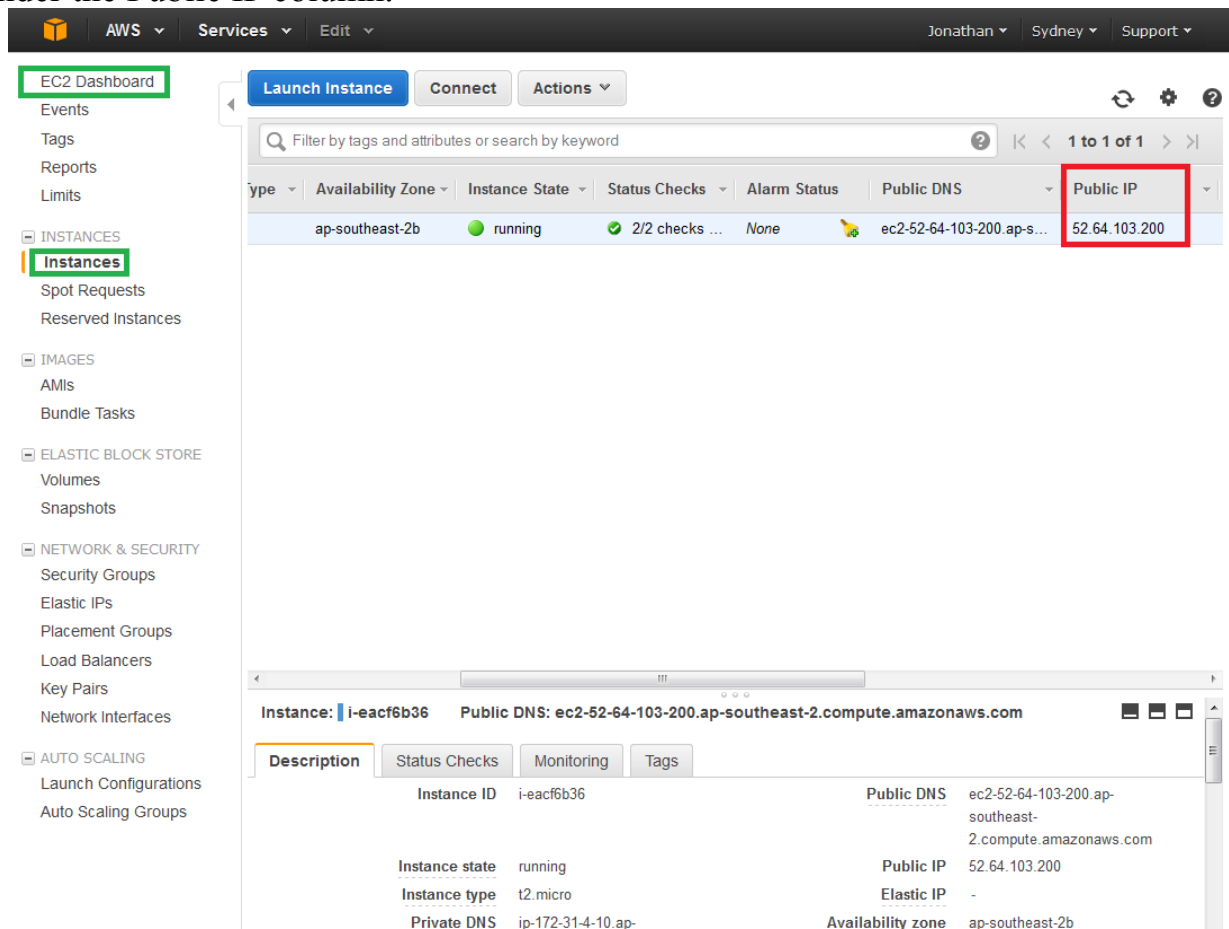 under the Public IP column.
AWS Services Edit Jonathan Sydney Support
EC2 Dashboard
Events
Tags
Reports
Limits
INSTANCES
Instances
Spot Requests
Reserved Instances
IMAGES
AMIs
Bundle Tasks
ELASTIC BLOCK STORE
Volumes
Snapshots
NETWORK & SECURITY
Security Groups
Elastic IPs
Placement Groups
Load Balancers
Key Pairs
Network Interfaces
AUTO SCALING
Launch Configurations
Auto Scaling Groups
Launch Instance Connect Actions
Filter by tags and attributes or search by keyword 1 to 1 of 1
Type Availability Zone Instance State Status Checks Alarm Status Public DNS Public IP
ap-southeast-2b running 2/2 checks ... None ec2-52-64-103-200.ap-s... 52.64.103.200
Instance: i-eacf6b36 Public DNS: ec2-52-64-103-200.ap-southeast-2.compute.amazonaws.com
Description Status Checks Monitoring Tags
Instance ID i-eacf6b36 Public DNS ec2-52-64-103-200.ap-
southeast-
2.compute.amazonaws.com
Instance state running Public IP 52.64.103.200
Instance type t2.micro Elastic IP -
Private DNS ip-172-31-4-10.ap- Availability zone ap-southeast-2b